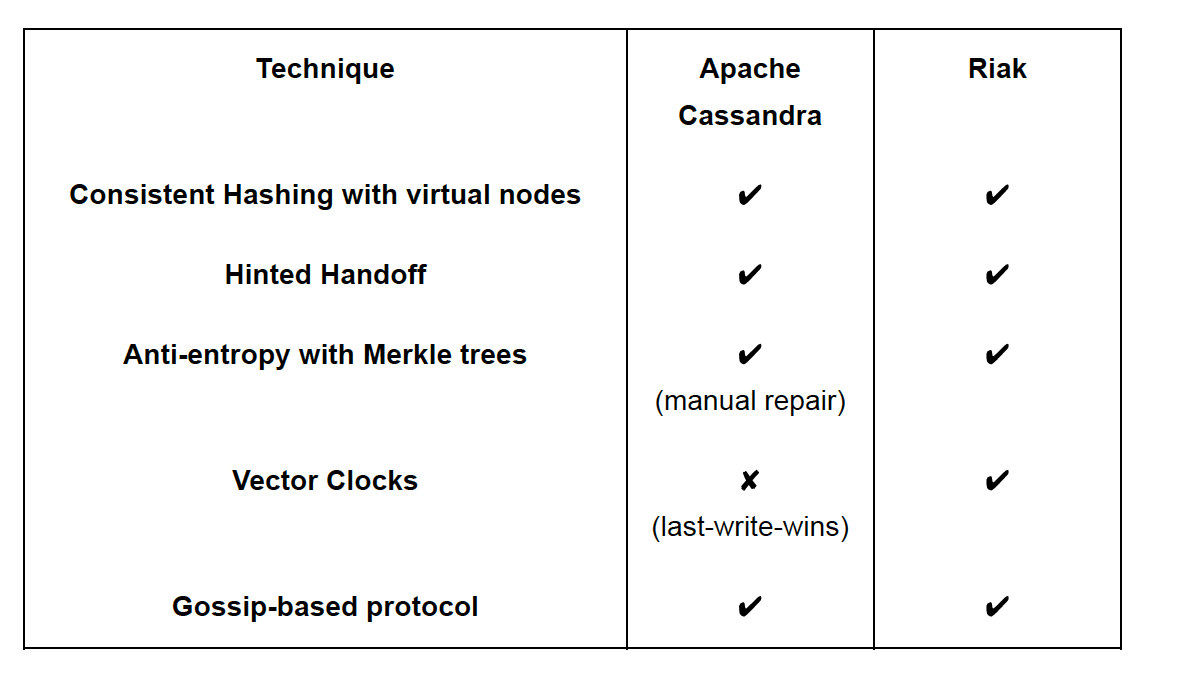 Technique
Apache
Cassandra
Riak
Consistent Hashing with virtual nodes ✔ ✔
Hinted Handoff ✔ ✔
Anti-entropy with Merkle trees ✔ ✔
(manual repair)
Vector Clocks ✘ ✔
(last-write-wins)
Gossip-based protocol ✔ ✔